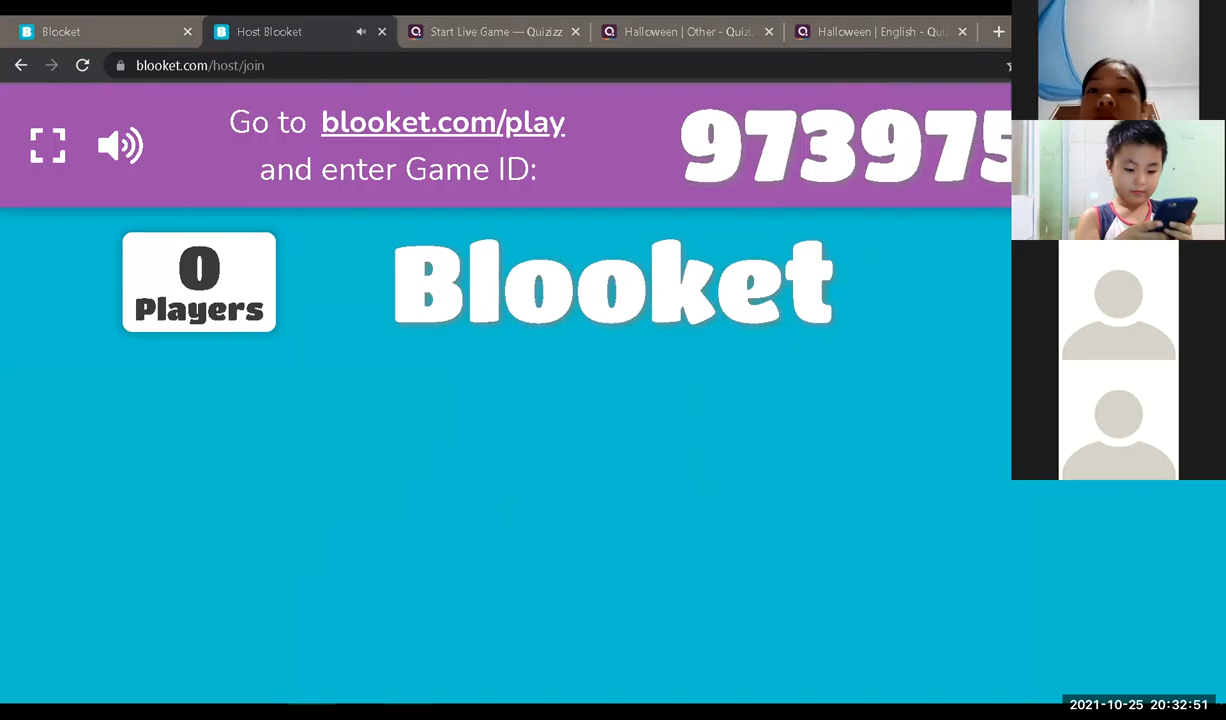 Blooket
Host Blooket
Start Live Game — Quizizz
Halloween | Other - Quizi
Halloween | English - Qui
blooket.com/host/join
Go to blooket.com/play
and enter Game ID:
973975
0
Players
Blooket
2021-10-25 20:32:51